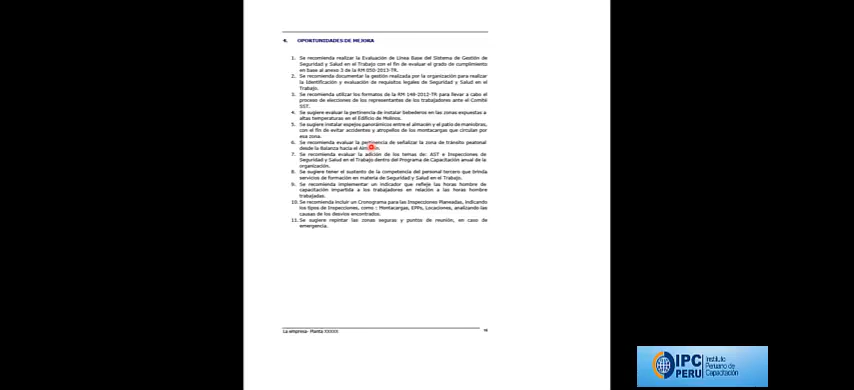 4. OPORTUNIDADES DE MEJORA
1. Se recomienda realizar la Evaluación de Línea Base del Sistema de Gestión de
Seguridad y Salud en el Trabajo con el fin de evaluar el grado de cumplimiento
en base al anexo 3 de la RM 050-2013-TR.
2. Se recomienda documentar la gestión realizada por la organización para realizar
la Identificación y evaluación de requisitos legales de Seguridad y Salud en el
Trabajo.
3. Se recomienda utilizar los formatos de la RM 148-2012-TR para llevar a cabo el
proceso de elecciones de los representantes de los trabajadores ante el Comité
SST.
4. Se sugiere evaluar la pertinencia de instalar bebederos en las zonas expuestas a
altas temperaturas en el Edificio de Molinos.
5. Se sugiere instalar espejos panorámicos entre el almacén y el patio de maniobras,
con el fin de evitar accidentes y atropellos de los montacargas que circulan por
esa zona.
6. Se recomienda evaluar la pertinencia de señalizar la zona de tránsito peatonal
desde la Balanza hacia el
7. Se recomienda evaluar la adición de los temas de: AST e Inspecciones de
Seguridad y Salud en el Trabajo dentro del Programa de Capacitación anual de la
organización.
8. Se sugiere tener el sustento de la competencia del personal tercero que brinda
servicios de formación en materia de Seguridad y Salud en el Trabajo.
9. Se recomienda implementar un indicador que refleje las horas hombre de
capacitación impartida a los trabajadores en relación a las horas hombre
trabajadas.
10. Se recomienda incluir un Cronograma para las Inspecciones Planeadas, indicando
los tipos de Inspecciones, como : Montacargas, EPPs, Locaciones, analizando las
causas de los desvíos encontrados.
11. Se sugiere repintar las zonas seguras y puntos de reunión, en caso de
emergencia.
La empresa- Planta XXXXX
IPC PERU
Instituto
Peruano de
Capacitación